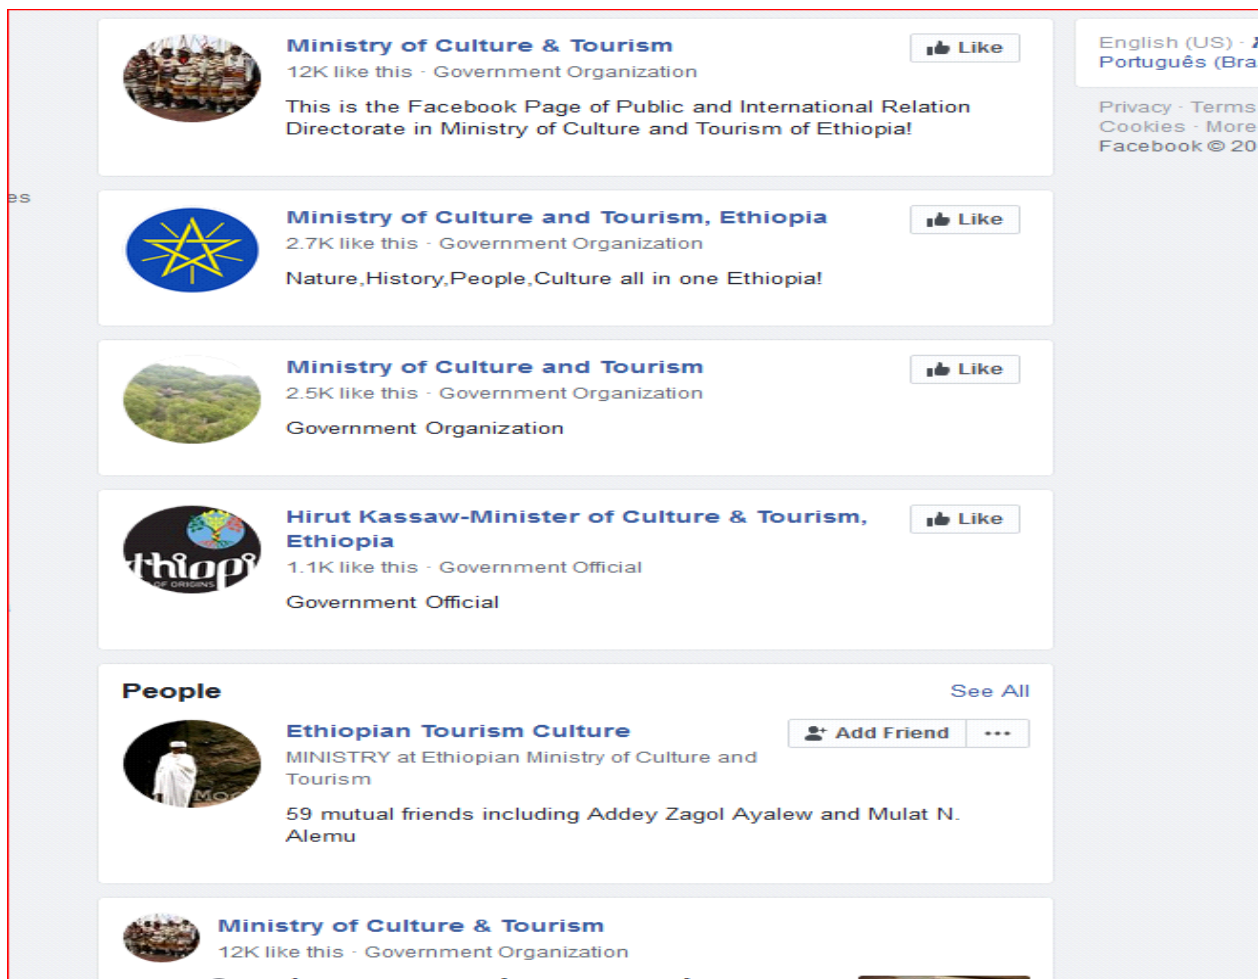 Ministry of Culture & Tourism
Like
12K like this · Government Organization
This is the Facebook Page of Public and International Relation
Directorate in Ministry of Culture and Tourism of Ethiopia!
English (US) ·
Português (Bra
Privacy · Terms
Cookies · More
Facebook © 20
es
Ministry of Culture and Tourism, Ethiopia
Like
2.7K like this · Government Organization
Nature,History,People,Culture all in one Ethiopia!
Ministry of Culture and Tourism
Like
2.5K like this · Government Organization
Government Organization
Hirut Kassaw-Minister of Culture & Tourism,
Ethiopia
Like
1.1K like this · Government Official
Government Official
thiopi
OF ORIGINS
People
See All
Ethiopian Tourism Culture
Add Friend
MINISTRY at Ethiopian Ministry of Culture and
Tourism
59 mutual friends including Addey Zagol Ayalew and Mulat N.
Alemu
Ministry of Culture & Tourism
12K like this · Government Organization